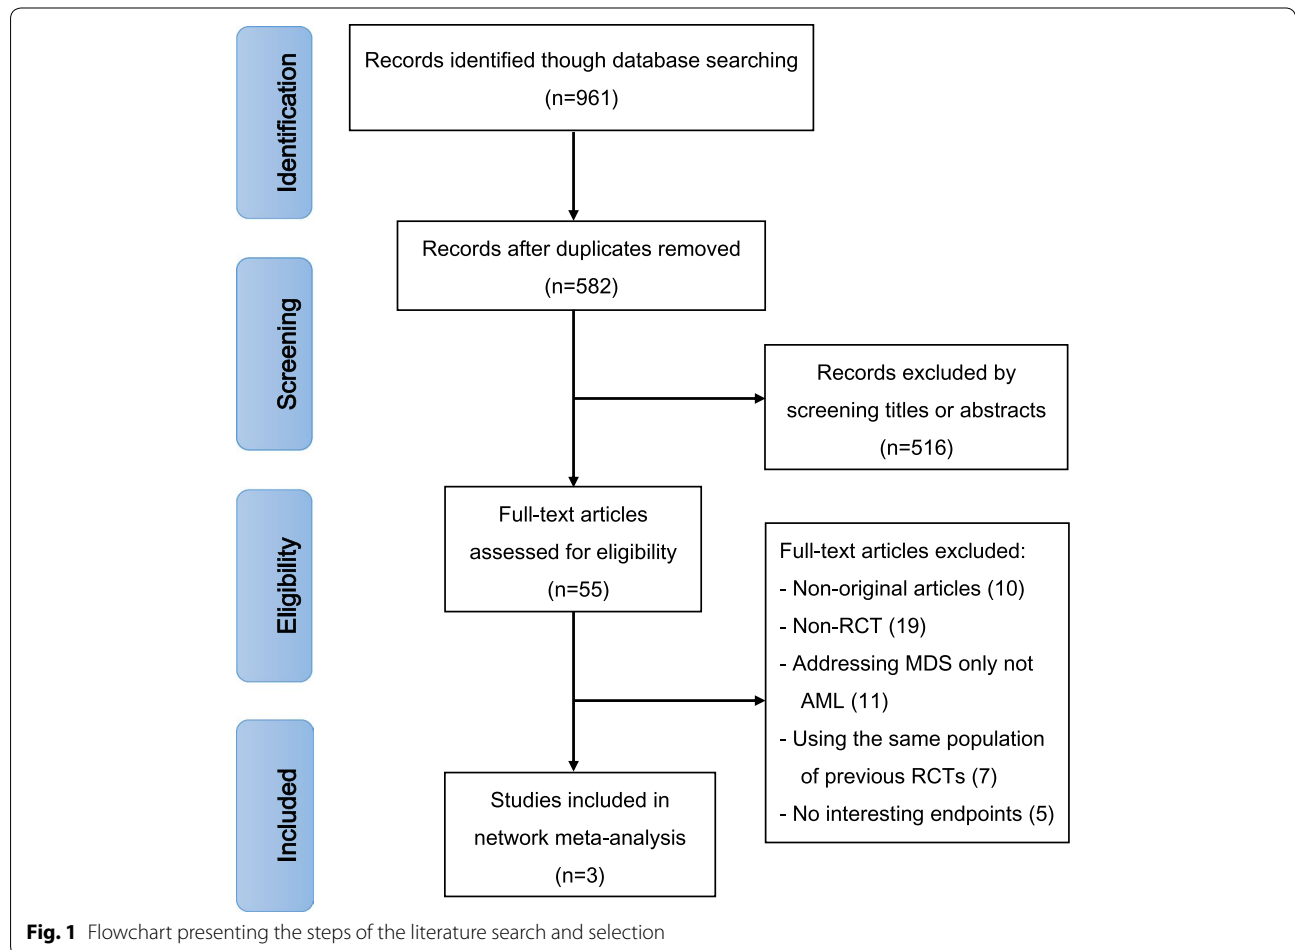 Identification
Records identified though database searching
(n=961)
Records after duplicates removed
(n=582)
Screening
Records excluded by
screening titles or abstracts
(n=516)
Eligibility
Full-text articles
assessed for eligibility
(n=55)
Full-text articles excluded:
- Non-original articles (10)
- Non-RCT (19)
- Addressing MDS only not
AML (11)
- Using the same population
of previous RCTs (7)
- No interesting endpoints (5)
Included
Studies included in
network meta-analysis
(n=3)
Fig. 1 Flowchart presenting the steps of the literature search and selection